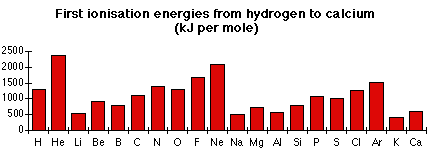 First ionisation energies from hydrogen to calcium
(kJ per mole)
2500
2000
1500
1000
500
0
H He Li Be B C N O F Ne Na Mg Al Si P S Cl Ar K Ca